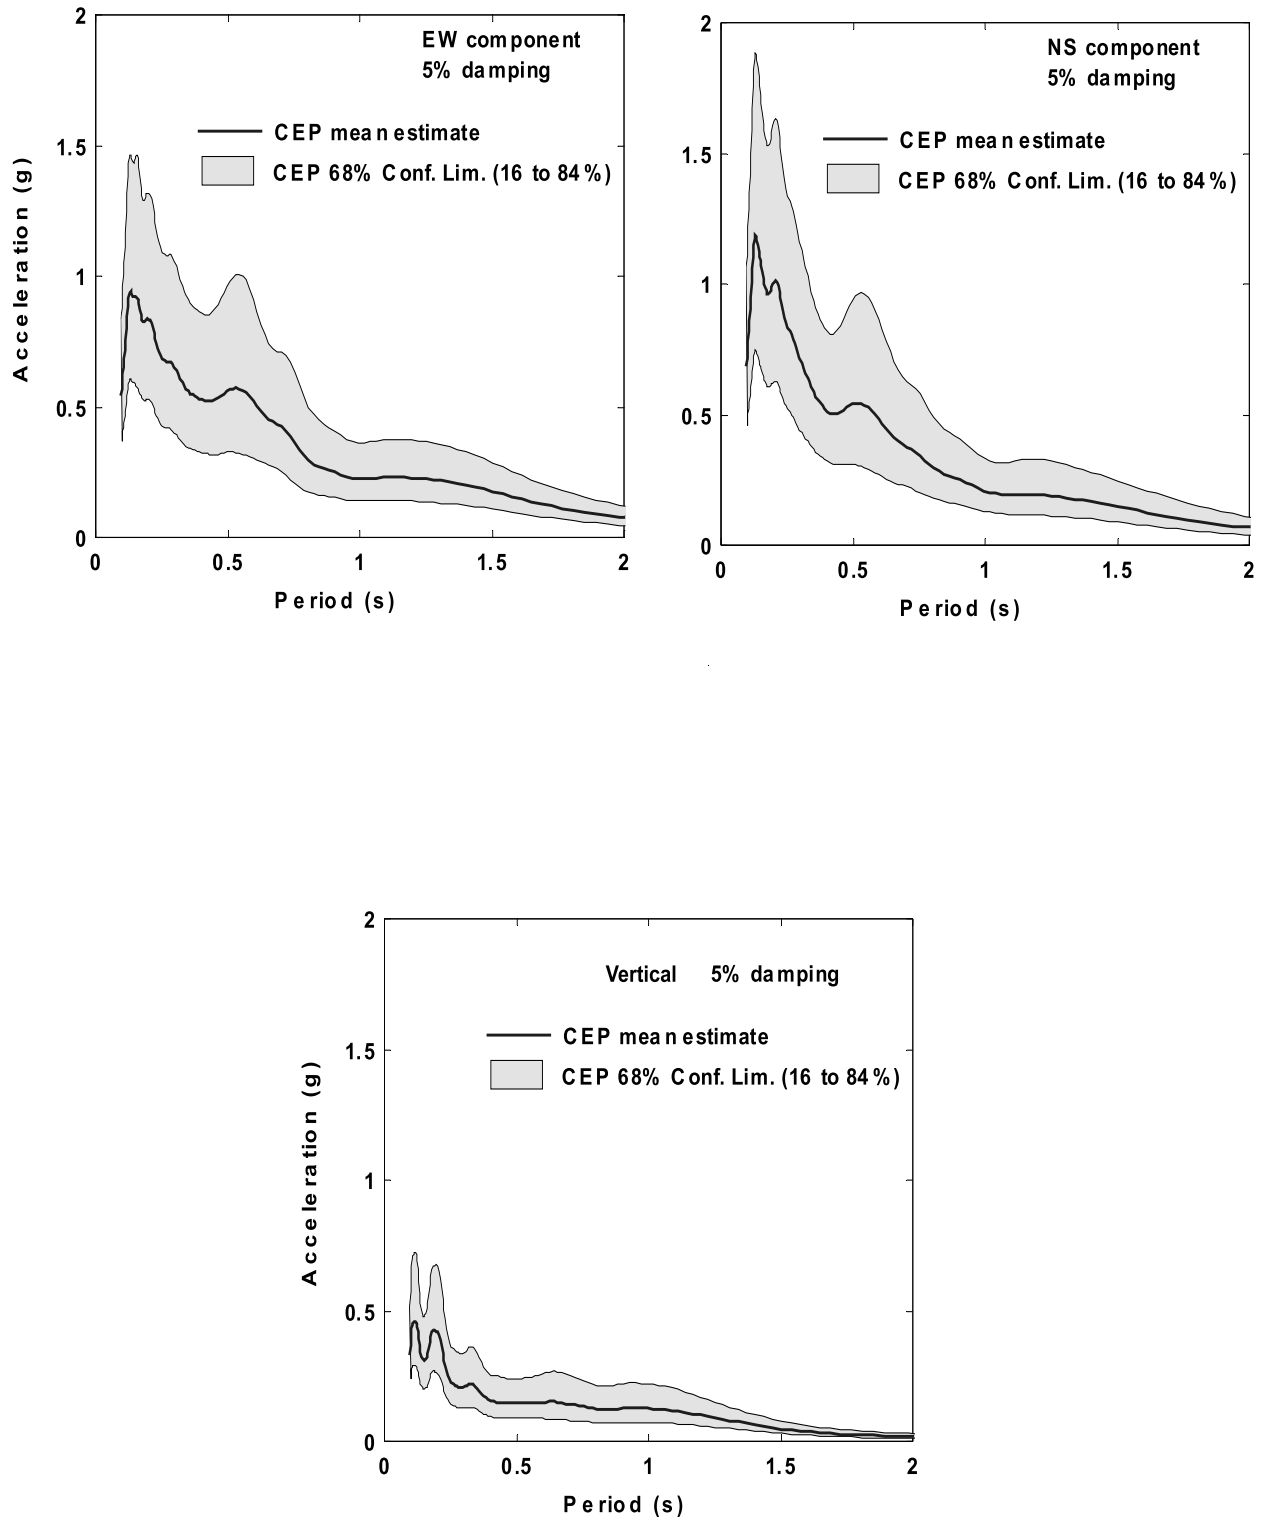 2
EW component
5% damping
CEP mean estimate
CEP 68% Conf. Lim. (16 to 84%)
1.5
1
0.5
0
Acceleration (g)
0 0.5 1 1.5 2
Period (s)
2
NS component
5% damping
CEP mean estimate
CEP 68% Conf. Lim. (16 to 84%)
1.5
1
0.5
0
0 0.5 1 1.5 2
Period (s)
2
Vertical 5% damping
CEP mean estimate
CEP 68% Conf. Lim. (16 to 84%)
1.5
1
0.5
0
Acceleration (g)
0 0.5 1 1.5 2
Period (s)